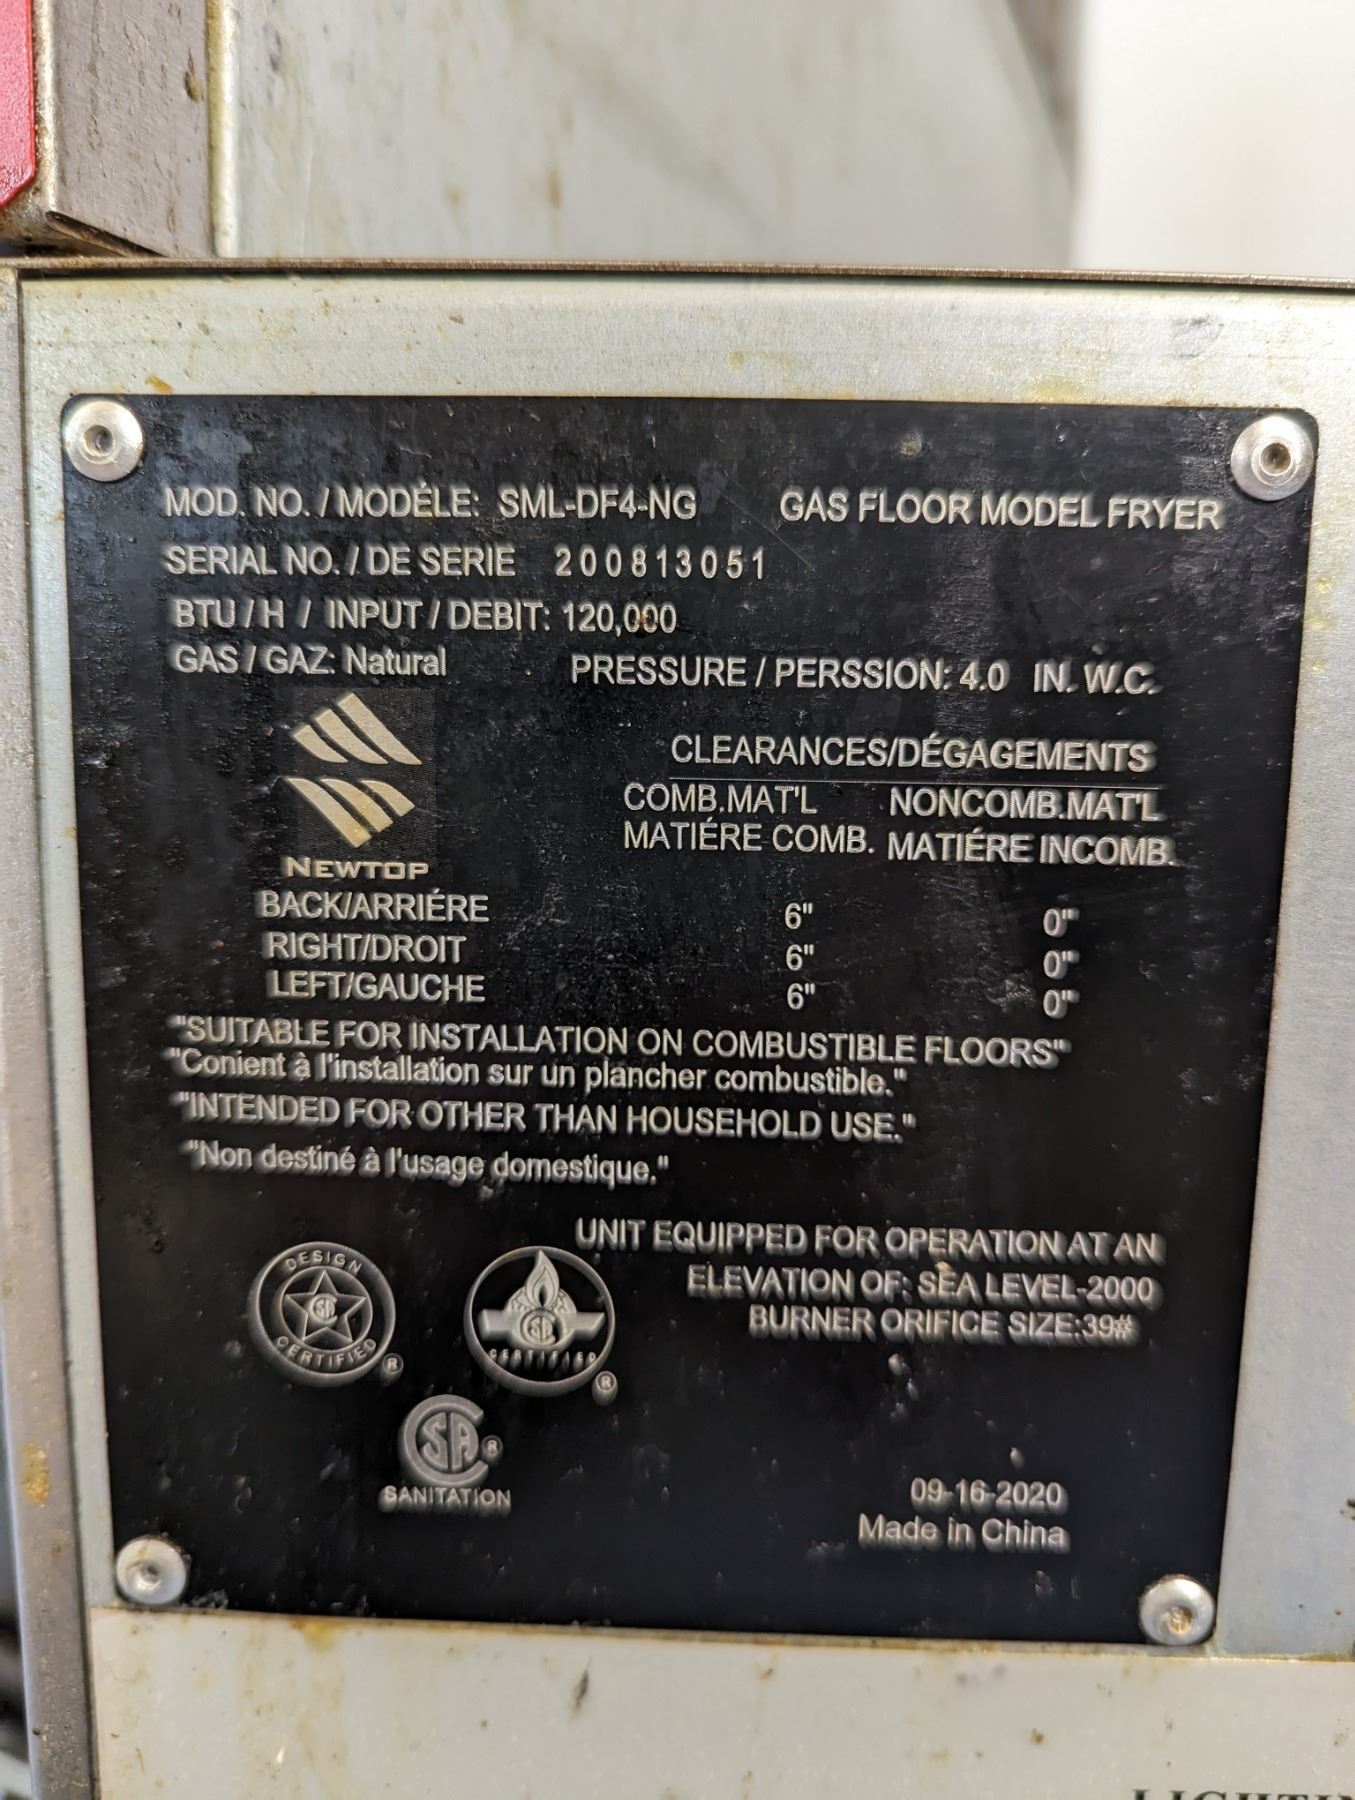 MOD. NO. / MODÉLE: SML-DF4-NG GAS FLOOR MODEL FRYER
SERIAL NO. / DE SERIE 200813051
BTU / H / INPUT / DEBIT: 120,000
GAS / GAZ: Natural PRESSURE / PERSSION: 4.0 IN. W.C.
NEWTOP
CLEARANCES/DÉGAGEMENTS
COMB.MAT'L NONCOMB.MAT'L
MATIÉRE COMB. MATIÉRE INCOMB.
BACK/ARRIÉRE 6" 0"
RIGHT/DROIT 6" 0"
LEFT/GAUCHE 6" 0"
"SUITABLE FOR INSTALLATION ON COMBUSTIBLE FLOORS"
"Conient à l'installation sur un plancher combustible."
"INTENDED FOR OTHER THAN HOUSEHOLD USE."
"Non destiné à l'usage domestique."
UNIT EQUIPPED FOR OPERATION AT AN
ELEVATION OF: SEA LEVEL-2000
BURNER ORIFICE SIZE:39#
DESIGN CSA CERTIFIED ®
CSA CERTIFIED ®
CSA ®
SANITATION
09-16-2020
Made in China